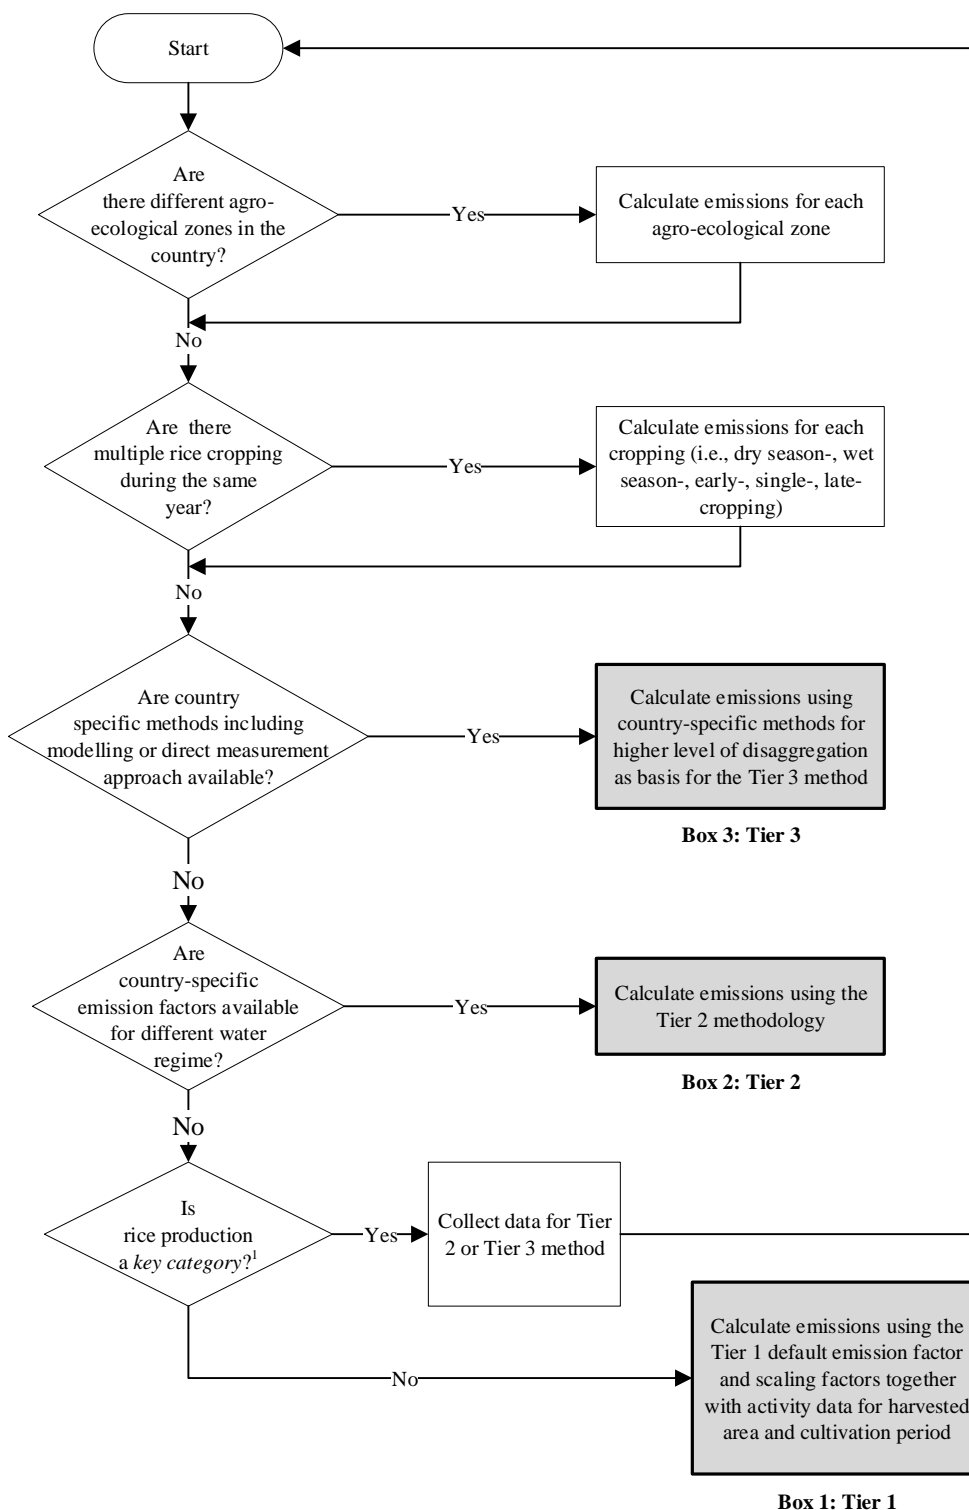 Start
Are
there different agro-
ecological zones in the
country?
Yes
Calculate emissions for each
agro-ecological zone
No
Are there
multiple rice cropping
during the same
year?
Yes
Calculate emissions for each
cropping (i.e., dry season-, wet
season-, early-, single-, late-
cropping)
No
Are country
specific methods including
modelling or direct measurement
approach available?
Yes
Calculate emissions using
country-specific methods for
higher level of disaggregation
as basis for the Tier 3 method
Box 3: Tier 3
No
Are
country-specific
emission factors available
for different water
regime?
Yes
Calculate emissions using the
Tier 2 methodology
Box 2: Tier 2
No
Is
rice production
a key category?¹
Yes
Collect data for Tier
2 or Tier 3 method
No
Calculate emissions using the
Tier 1 default emission factor
and scaling factors together
with activity data for harvested
area and cultivation period
Box 1: Tier 1